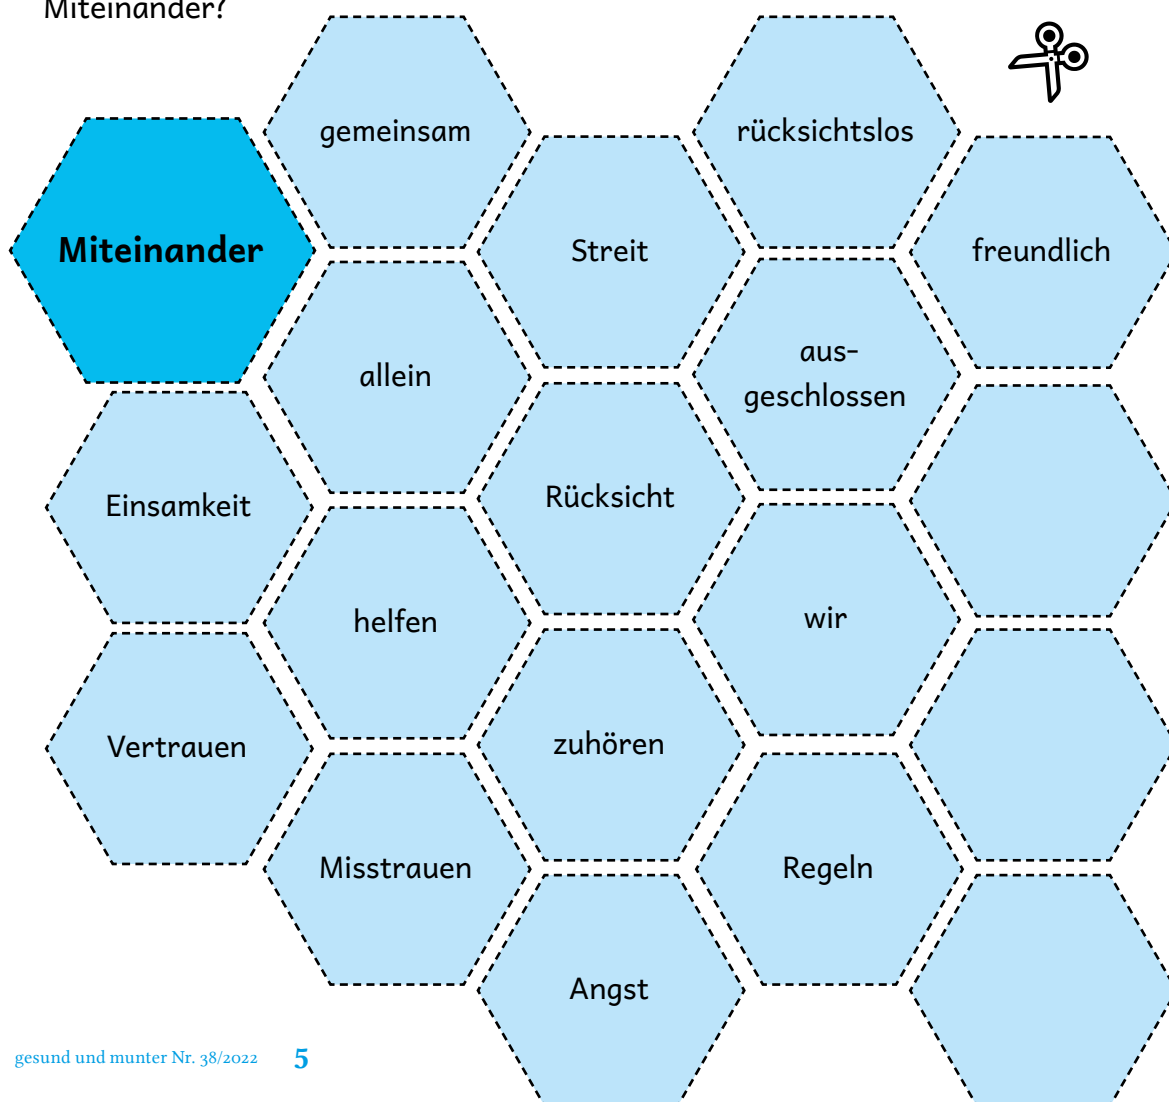 Miteinander?
gemeinsam
rücksichtslos
Miteinander
Streit
freundlich
allein
aus-
geschlossen
Einsamkeit
Rücksicht
helfen
wir
Vertrauen
zuhören
Misstrauen
Regeln
Angst
gesund und munter Nr. 38/2022 5